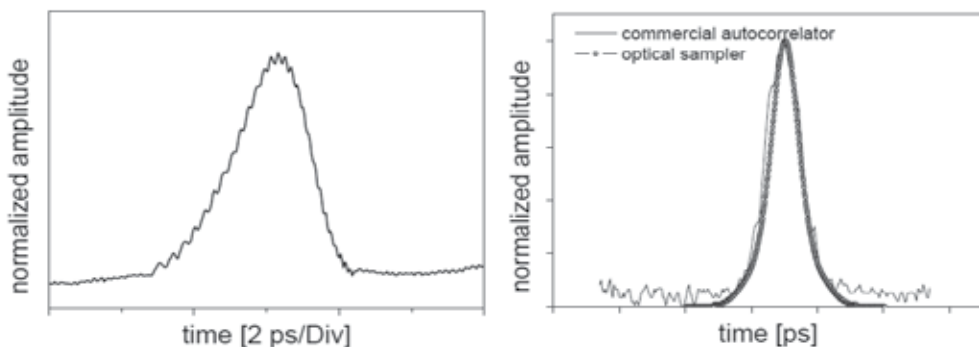 normalized amplitude
time [2 ps/Div]
commercial autocorrelator
optical sampler
normalized amplitude
time [ps]